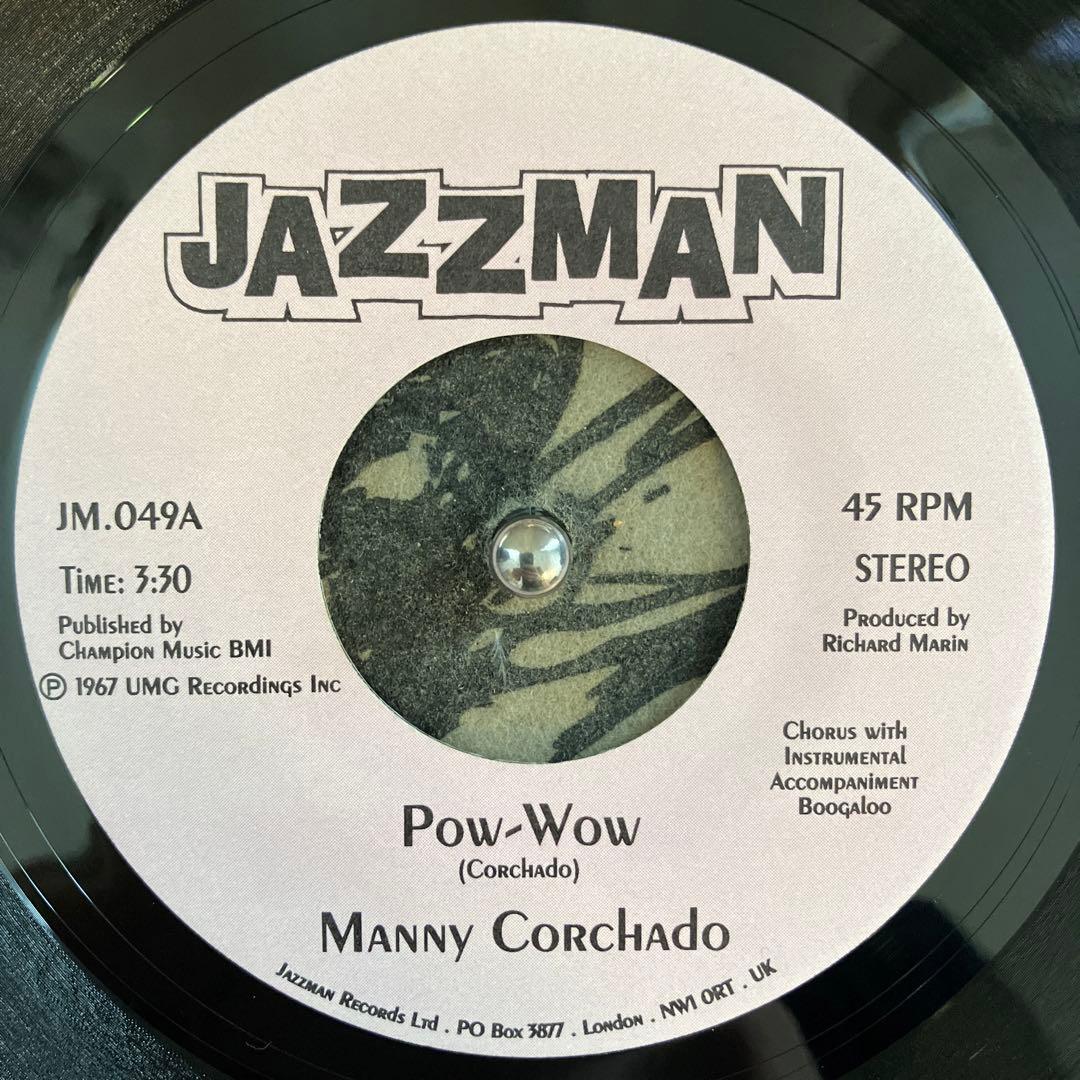 JAZZMAN
JM.049A
Time: 3:30
Published by
Champion Music BMI
℗ 1967 UMG Recordings Inc
45 RPM
STEREO
Produced by
Richard Marin
Chorus with
Instrumental
Accompaniment
Boogaloo
Pow-Wow
(Corchado)
Manny Corchado
Jazzman Records Ltd . PO Box 3877 . London . NW1 0RT . UK